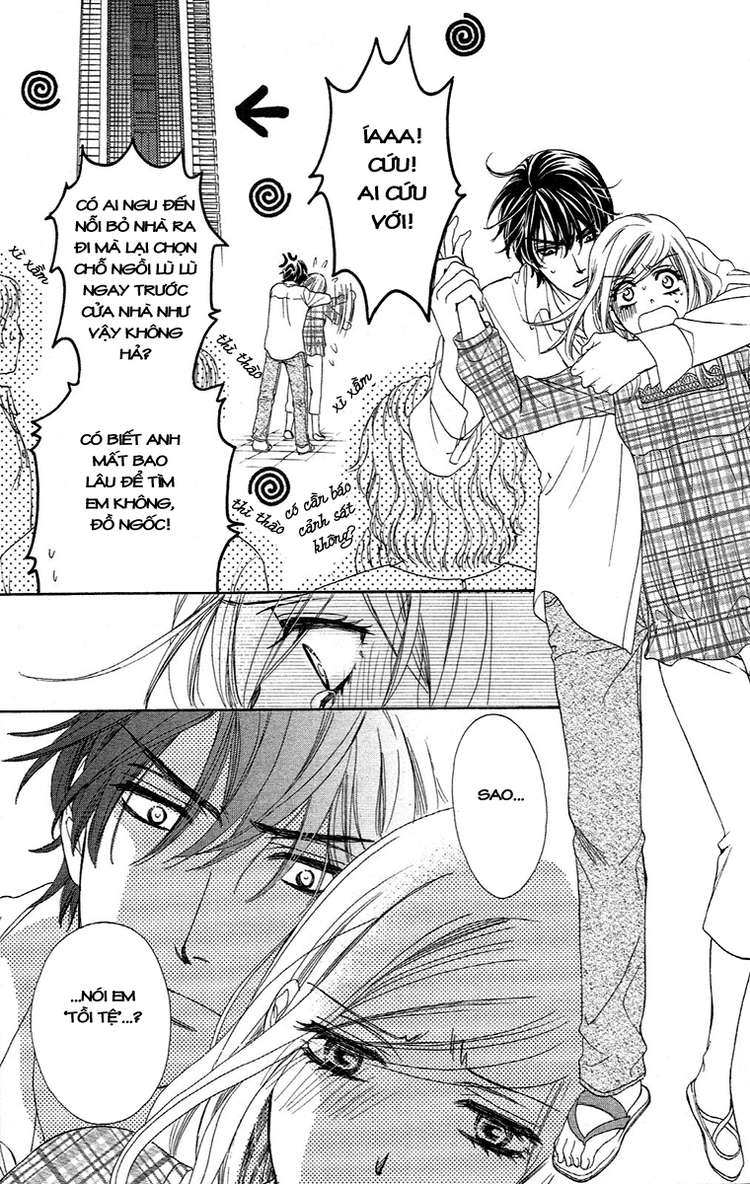 ÍAAA!
CỨU!
AI CỨU
VỚI!
CÓ AI NGU ĐẾN
NỖI BỎ NHÀ RA
ĐI MÀ LẠI CHỌN
CHỖ NGỒI LÙ LÙ
NGAY TRƯỚC
CỬA NHÀ NHƯ
VẬY KHÔNG
HẢ?
CÓ BIẾT ANH
MẤT BAO
LÂU ĐỂ TÌM
EM KHÔNG,
ĐỒ NGỐC!
xì xầm
thì thào
xì xầm
thì thào
có cần báo
cảnh sát
không?
SAO...
...NÓI EM
"TỒI TỆ"...?